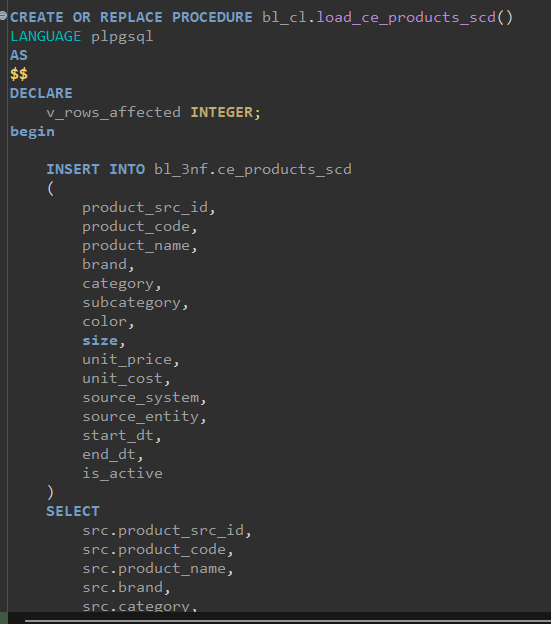 CREATE OR REPLACE PROCEDURE bl_cl.load_ce_products_scd()
LANGUAGE plpgsql
AS
$$
DECLARE
    v_rows_affected INTEGER;
begin

    INSERT INTO bl_3nf.ce_products_scd
    (
        product_src_id,
        product_code,
        product_name,
        brand,
        category,
        subcategory,
        color,
        size,
        unit_price,
        unit_cost,
        source_system,
        source_entity,
        start_dt,
        end_dt,
        is_active
    )
    SELECT
        src.product_src_id,
        src.product_code,
        src.product_name,
        src.brand,
        src.category,